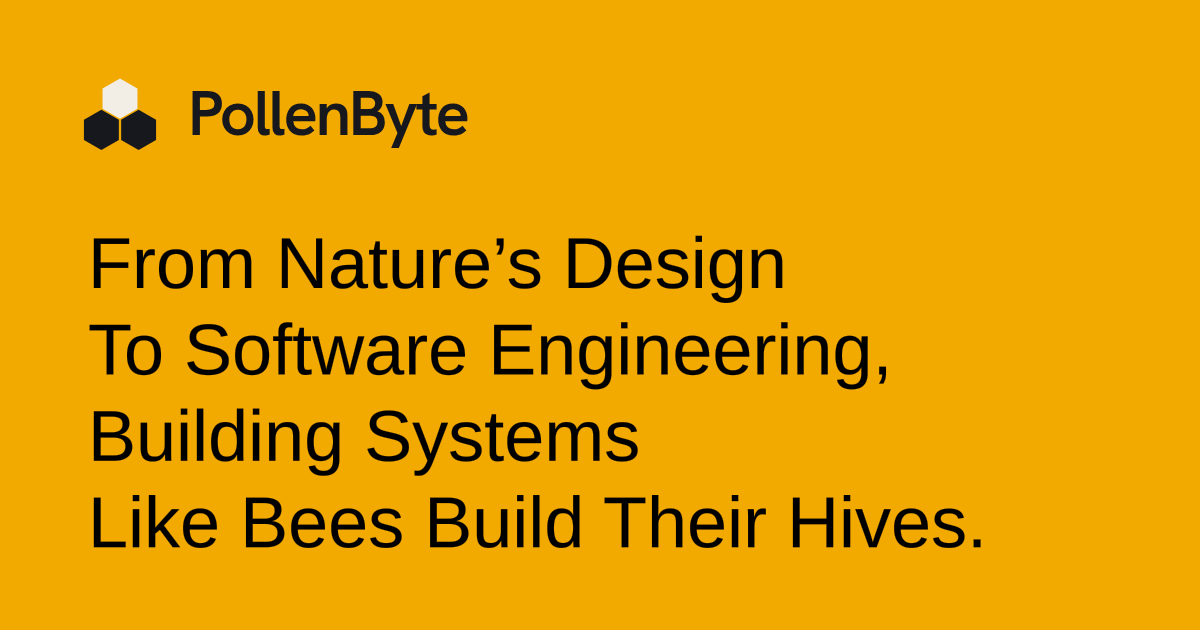 PollenByte
From Nature’s Design
To Software Engineering,
Building Systems
Like Bees Build Their Hives.